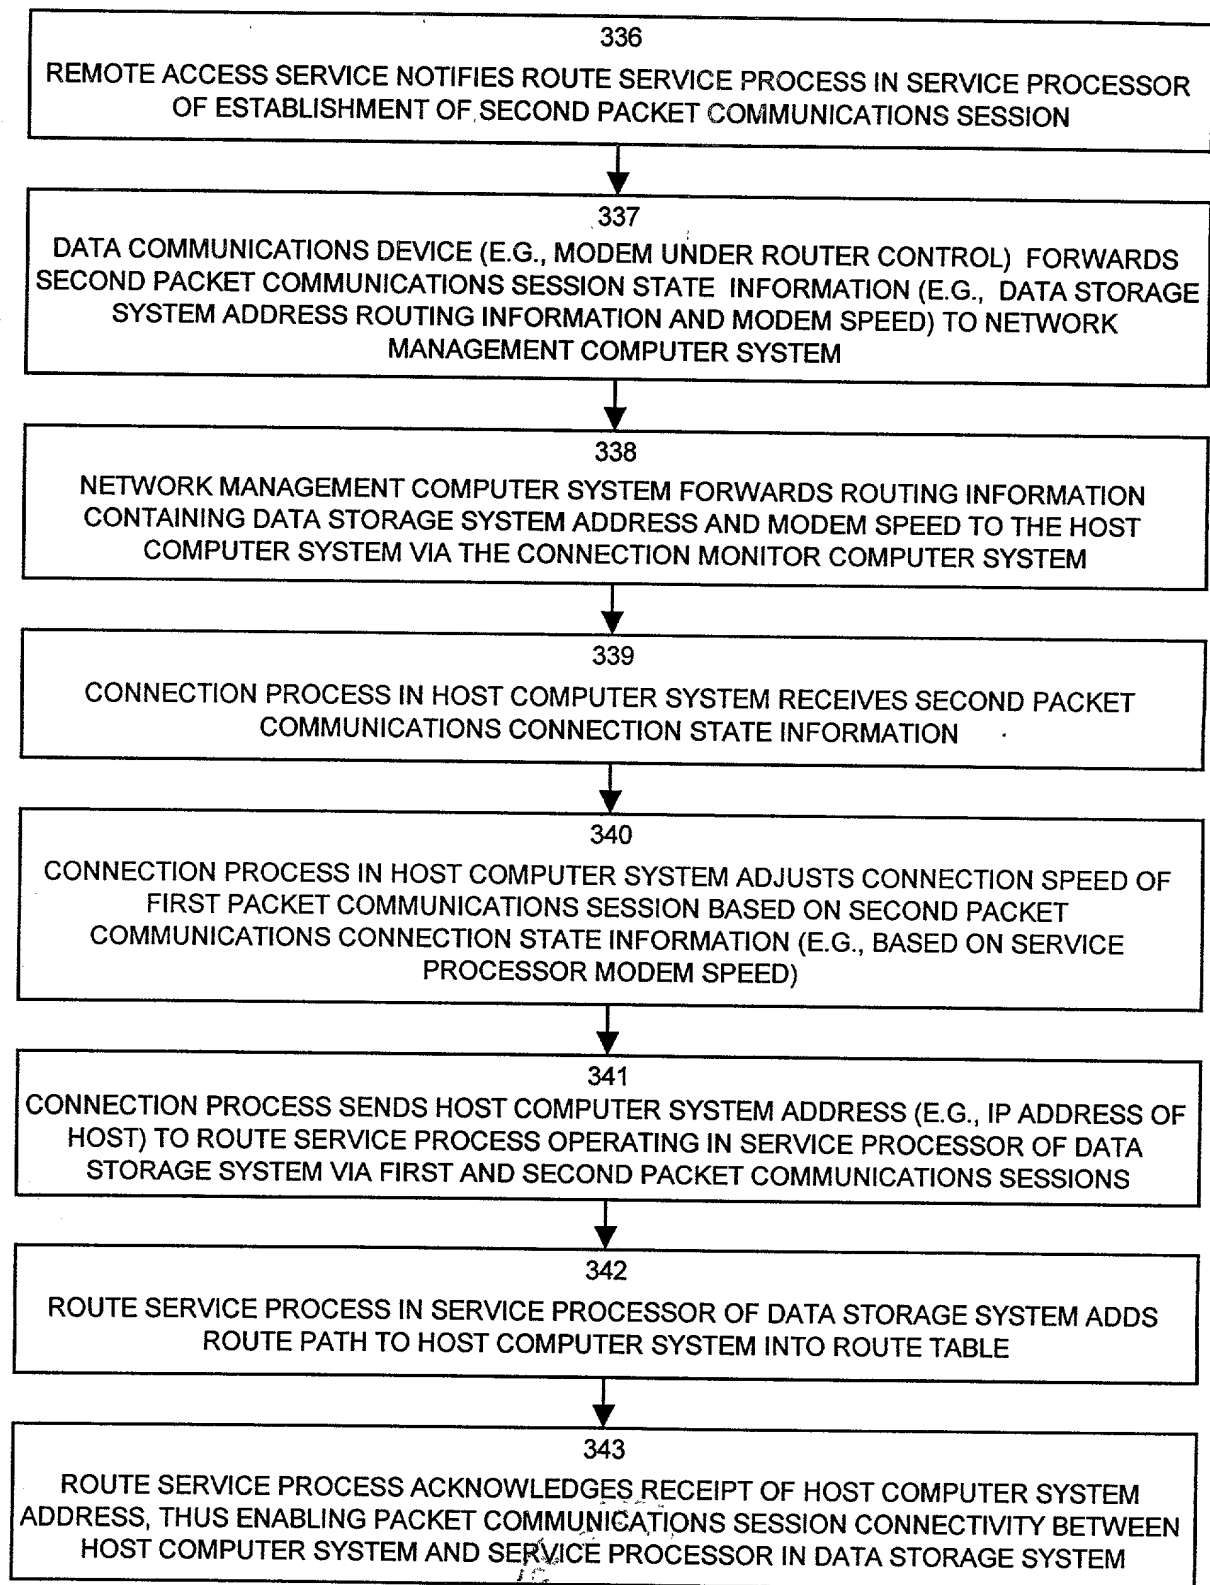 336
REMOTE ACCESS SERVICE NOTIFIES ROUTE SERVICE PROCESS IN SERVICE PROCESSOR
OF ESTABLISHMENT OF SECOND PACKET COMMUNICATIONS SESSION
337
DATA COMMUNICATIONS DEVICE (E.G., MODEM UNDER ROUTER CONTROL) FORWARDS
SECOND PACKET COMMUNICATIONS SESSION STATE INFORMATION (E.G., DATA STORAGE
SYSTEM ADDRESS ROUTING INFORMATION AND MODEM SPEED) TO NETWORK
MANAGEMENT COMPUTER SYSTEM
338
NETWORK MANAGEMENT COMPUTER SYSTEM FORWARDS ROUTING INFORMATION
CONTAINING DATA STORAGE SYSTEM ADDRESS AND MODEM SPEED TO THE HOST
COMPUTER SYSTEM VIA THE CONNECTION MONITOR COMPUTER SYSTEM
339
CONNECTION PROCESS IN HOST COMPUTER SYSTEM RECEIVES SECOND PACKET
COMMUNICATIONS CONNECTION STATE INFORMATION
340
CONNECTION PROCESS IN HOST COMPUTER SYSTEM ADJUSTS CONNECTION SPEED OF
FIRST PACKET COMMUNICATIONS SESSION BASED ON SECOND PACKET
COMMUNICATIONS CONNECTION STATE INFORMATION (E.G., BASED ON SERVICE
PROCESSOR MODEM SPEED)
341
CONNECTION PROCESS SENDS HOST COMPUTER SYSTEM ADDRESS (E.G., IP ADDRESS OF
HOST) TO ROUTE SERVICE PROCESS OPERATING IN SERVICE PROCESSOR OF DATA
STORAGE SYSTEM VIA FIRST AND SECOND PACKET COMMUNICATIONS SESSIONS
342
ROUTE SERVICE PROCESS IN SERVICE PROCESSOR OF DATA STORAGE SYSTEM ADDS
ROUTE PATH TO HOST COMPUTER SYSTEM INTO ROUTE TABLE
343
ROUTE SERVICE PROCESS ACKNOWLEDGES RECEIPT OF HOST COMPUTER SYSTEM
ADDRESS, THUS ENABLING PACKET COMMUNICATIONS SESSION CONNECTIVITY BETWEEN
HOST COMPUTER SYSTEM AND SERVICE PROCESSOR IN DATA STORAGE SYSTEM